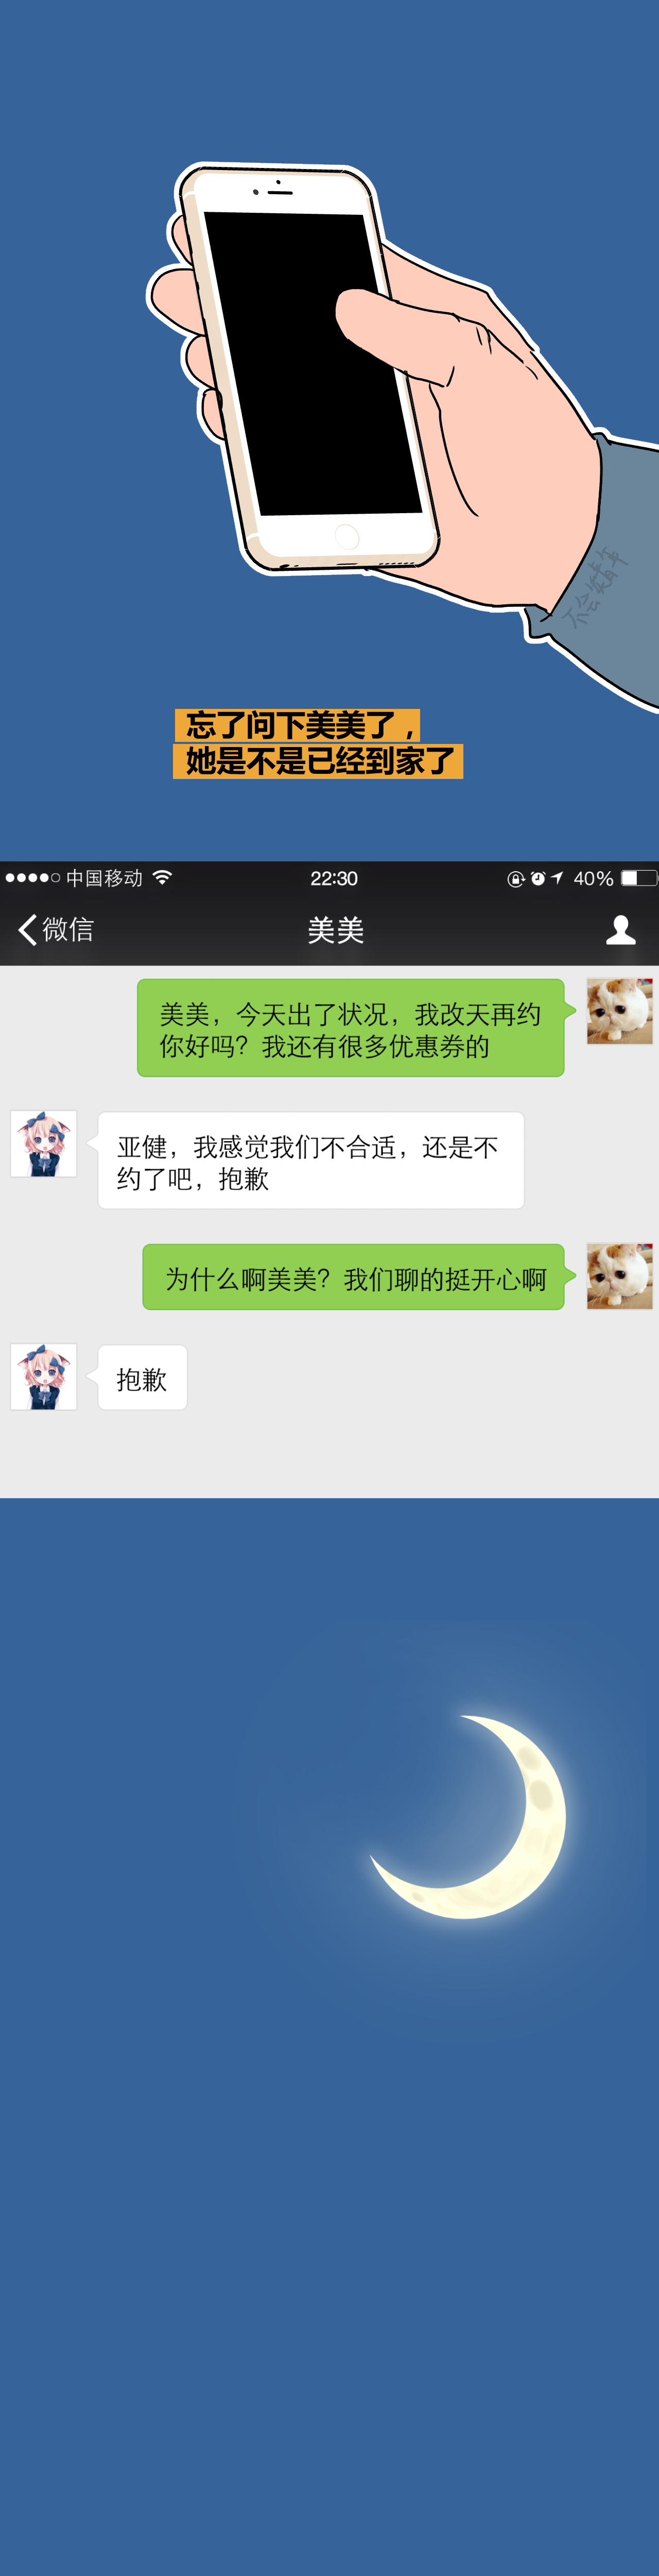 不会媾丰
忘了问下美美了，
她是不是已经到家了
中国移动 22:30 40%
微信 美美
美美，今天出了状况，我改天再约
你好吗？我还有很多优惠券的
亚健，我感觉我们不合适，还是不
约了吧，抱歉
为什么啊美美？我们聊的挺开心啊
抱歉